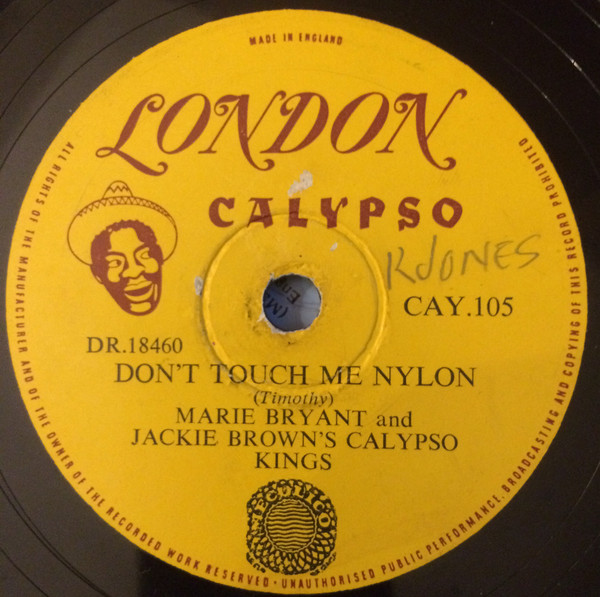 MADE IN ENGLAND
LONDON
CALYPSO
K JONES
CAY.105
DR.18460
DON'T TOUCH ME NYLON
(Timothy)
MARIE BRYANT and
JACKIE BROWN'S CALYPSO
KINGS
MECOLICO
ALL RIGHTS OF THE MANUFACTURER AND OF THE OWNER OF THE RECORDED WORK RESERVED · UNAUTHORISED PUBLIC PERFORMANCE, BROADCASTING AND COPYING OF THIS RECORD PROHIBITED